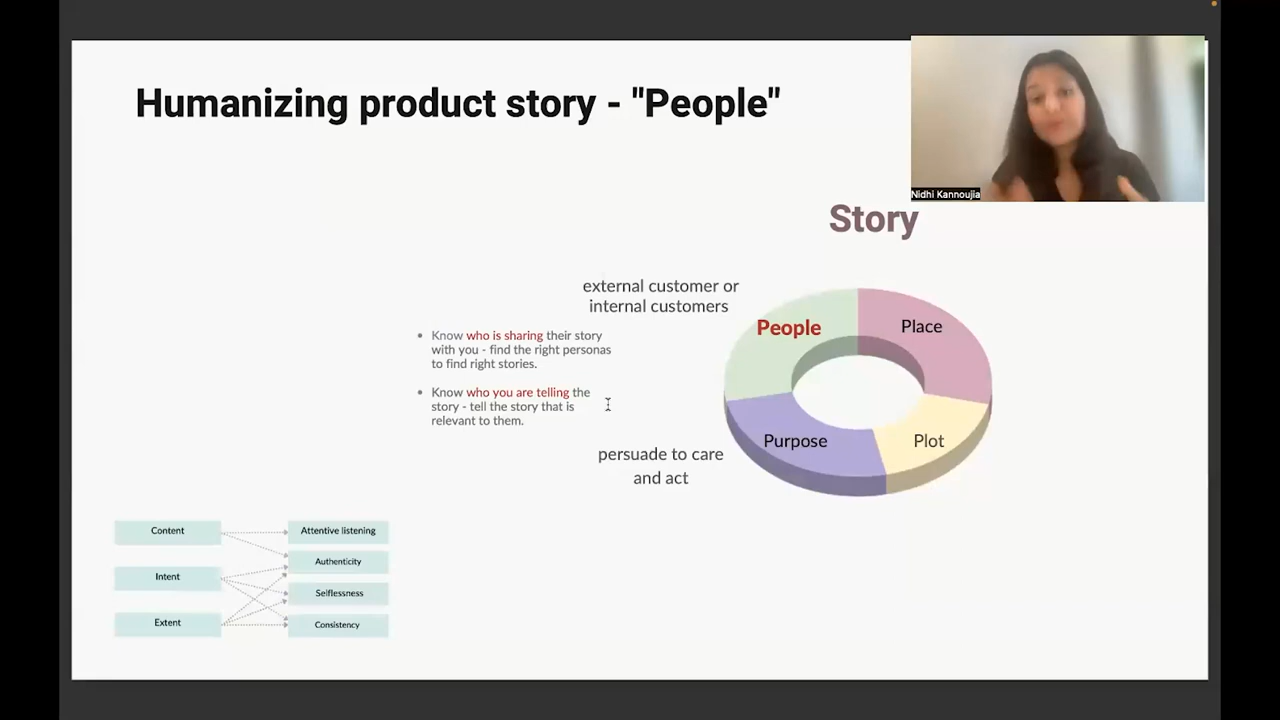 Humanizing product story - "People"
Nidhi Kannoujia
Story
external customer or
internal customers
People
Place
Know who is sharing their story
with you - find the right personas
to find right stories.
Know who you are telling the
story - tell the story that is
relevant to them.
Purpose
Plot
persuade to care
and act
Content
Attentive listening
Authenticity
Intent
Selflessness
Extent
Consistency